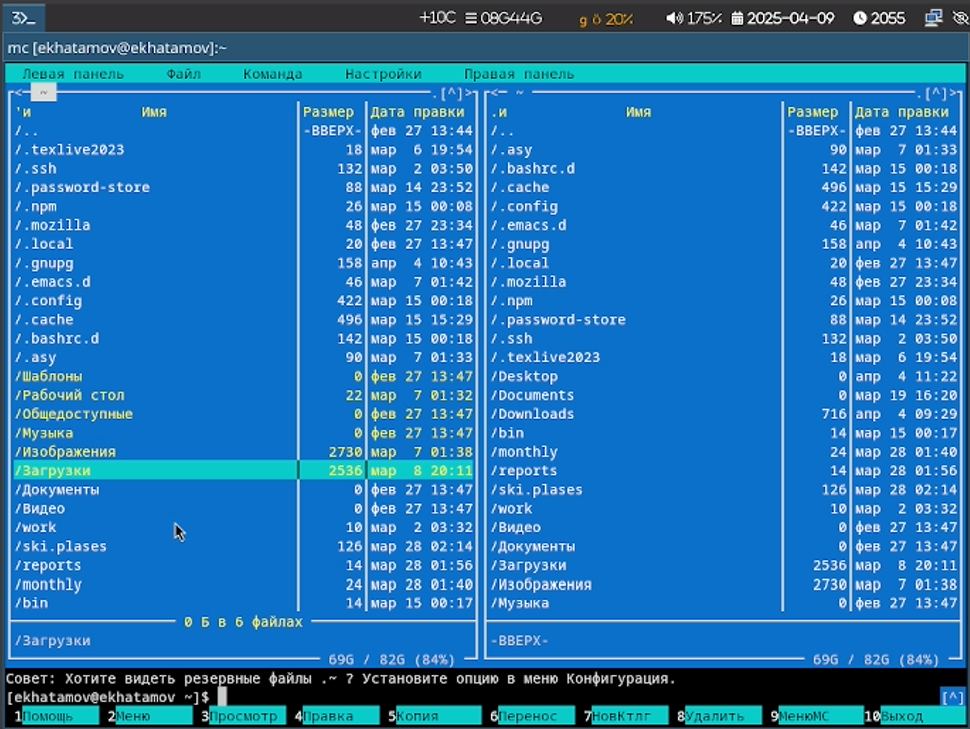 3>_ +10C 08G44G 20% 175% 2025-04-09 2055
mc [ekhatamov@ekhatamov]:~
Левая панель Файл Команда Настройки Правая панель
<- ~ .[^]> <- ~ .[^]>
'и Имя Размер Дата правки .и Имя Размер Дата правки
/.. -ВВЕРХ- фев 27 13:44 /.. -ВВЕРХ- фев 27 13:44
/.texlive2023 18 мар 6 19:54 /.asy 90 мар 7 01:33
/.ssh 132 мар 2 03:50 /.bashrc.d 142 мар 15 00:18
/.password-store 88 мар 14 23:52 /.cache 496 мар 15 15:29
/.npm 26 мар 15 00:08 /.config 422 мар 15 00:18
/.mozilla 48 фев 27 23:34 /.emacs.d 46 мар 7 01:42
/.local 20 фев 27 13:47 /.gnupg 158 апр 4 10:43
/.gnupg 158 апр 4 10:43 /.local 20 фев 27 13:47
/.emacs.d 46 мар 7 01:42 /.mozilla 48 фев 27 23:34
/.config 422 мар 15 00:18 /.npm 26 мар 15 00:08
/.cache 496 мар 15 15:29 /.password-store 88 мар 14 23:52
/.bashrc.d 142 мар 15 00:18 /.ssh 132 мар 2 03:50
/.asy 90 мар 7 01:33 /.texlive2023 18 мар 6 19:54
/Шаблоны 0 фев 27 13:47 /Desktop 0 апр 4 11:22
/Рабочий стол 22 мар 7 01:32 /Documents 0 мар 19 16:20
/Общедоступные 0 фев 27 13:47 /Downloads 716 апр 4 09:29
/Музыка 0 фев 27 13:47 /bin 14 мар 15 00:17
/Изображения 2730 мар 7 01:38 /monthly 24 мар 28 01:40
/Загрузки 2536 мар 8 20:11 /reports 14 мар 28 01:56
/Документы 0 фев 27 13:47 /ski.plases 126 мар 28 02:14
/Видео 0 фев 27 13:47 /work 10 мар 2 03:32
/work 10 мар 2 03:32 /Видео 0 фев 27 13:47
/ski.plases 126 мар 28 02:14 /Документы 0 фев 27 13:47
/reports 14 мар 28 01:56 /Загрузки 2536 мар 8 20:11
/monthly 24 мар 28 01:40 /Изображения 2730 мар 7 01:38
/bin 14 мар 15 00:17 /Музыка 0 фев 27 13:47
0 Б в 6 файлах
/Загрузки -ВВЕРХ-
69G / 82G (84%) 69G / 82G (84%)
Совет: Хотите видеть резервные файлы .~ ? Установите опцию в меню Конфигурация.
[ekhatamov@ekhatamov ~]$ [^]
1Помощь 2Меню 3Просмотр 4Правка 5Копия 6Перенос 7НовКтлг 8Удалить 9МенюМС 10Выход